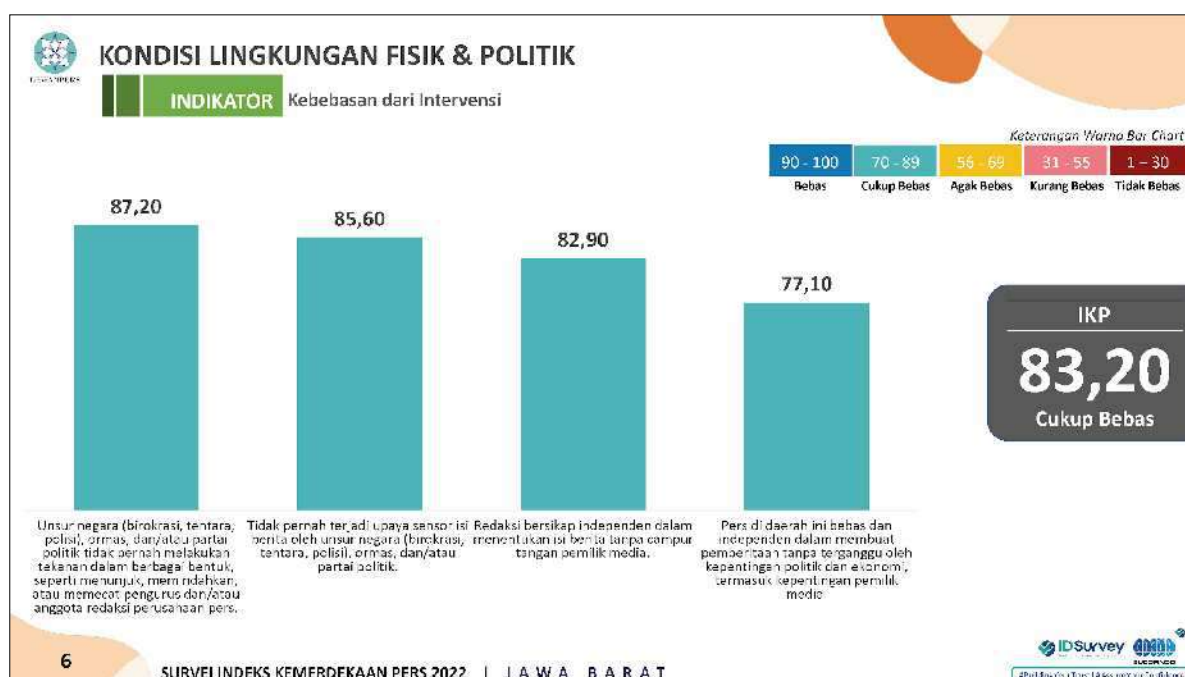 KONDISI LINGKUNGAN FISIK & POLITIK
INDIKATOR Kebebasan dari Intervensi
Keterangan Warna Bar Chart
90 - 100 70 - 89 56 - 69 31 - 55 1 – 30
Bebas Cukup Bebas Agak Bebas Kurang Bebas Tidak Bebas
87,20
85,60
82,90
77,10
IKP
83,20
Cukup Bebas
Unsur negara (birokrasi, tentara,
polisi), ormas, dan/atau partai
politik tidak pernah melakukan
tekanan dalam berbagai bentuk,
seperti menunjuk, memindahkan,
atau memecat pengurus dan/atau
anggota redaksi perusahaan pers.
Tidak pernah terjadi upaya sensor isi
berita oleh unsur negara (birokrasi,
tentara, polisi), ormas, dan/atau
partai politik.
Redaksi bersikap independen dalam
menentukan isi berita tanpa campur
tangan pemilik media.
Pers di daerah ini bebas dan
independen dalam membuat
pemberitaan tanpa terganggu oleh
kepentingan politik dan ekonomi,
termasuk kepentingan pemilik
media
6
SURVEI INDEKS KEMERDEKAAN PERS 2022 | JAWA BARAT
IDSurvey